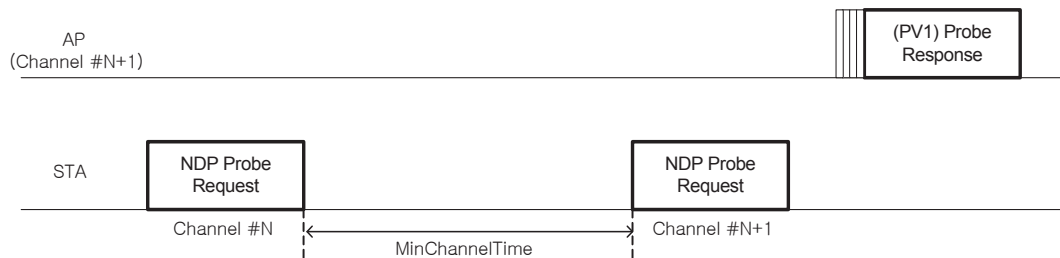 AP
(Channel #N+1)
(PV1) Probe
Response
STA
NDP Probe
Request
NDP Probe
Request
Channel #N
Channel #N+1
MinChannelTime